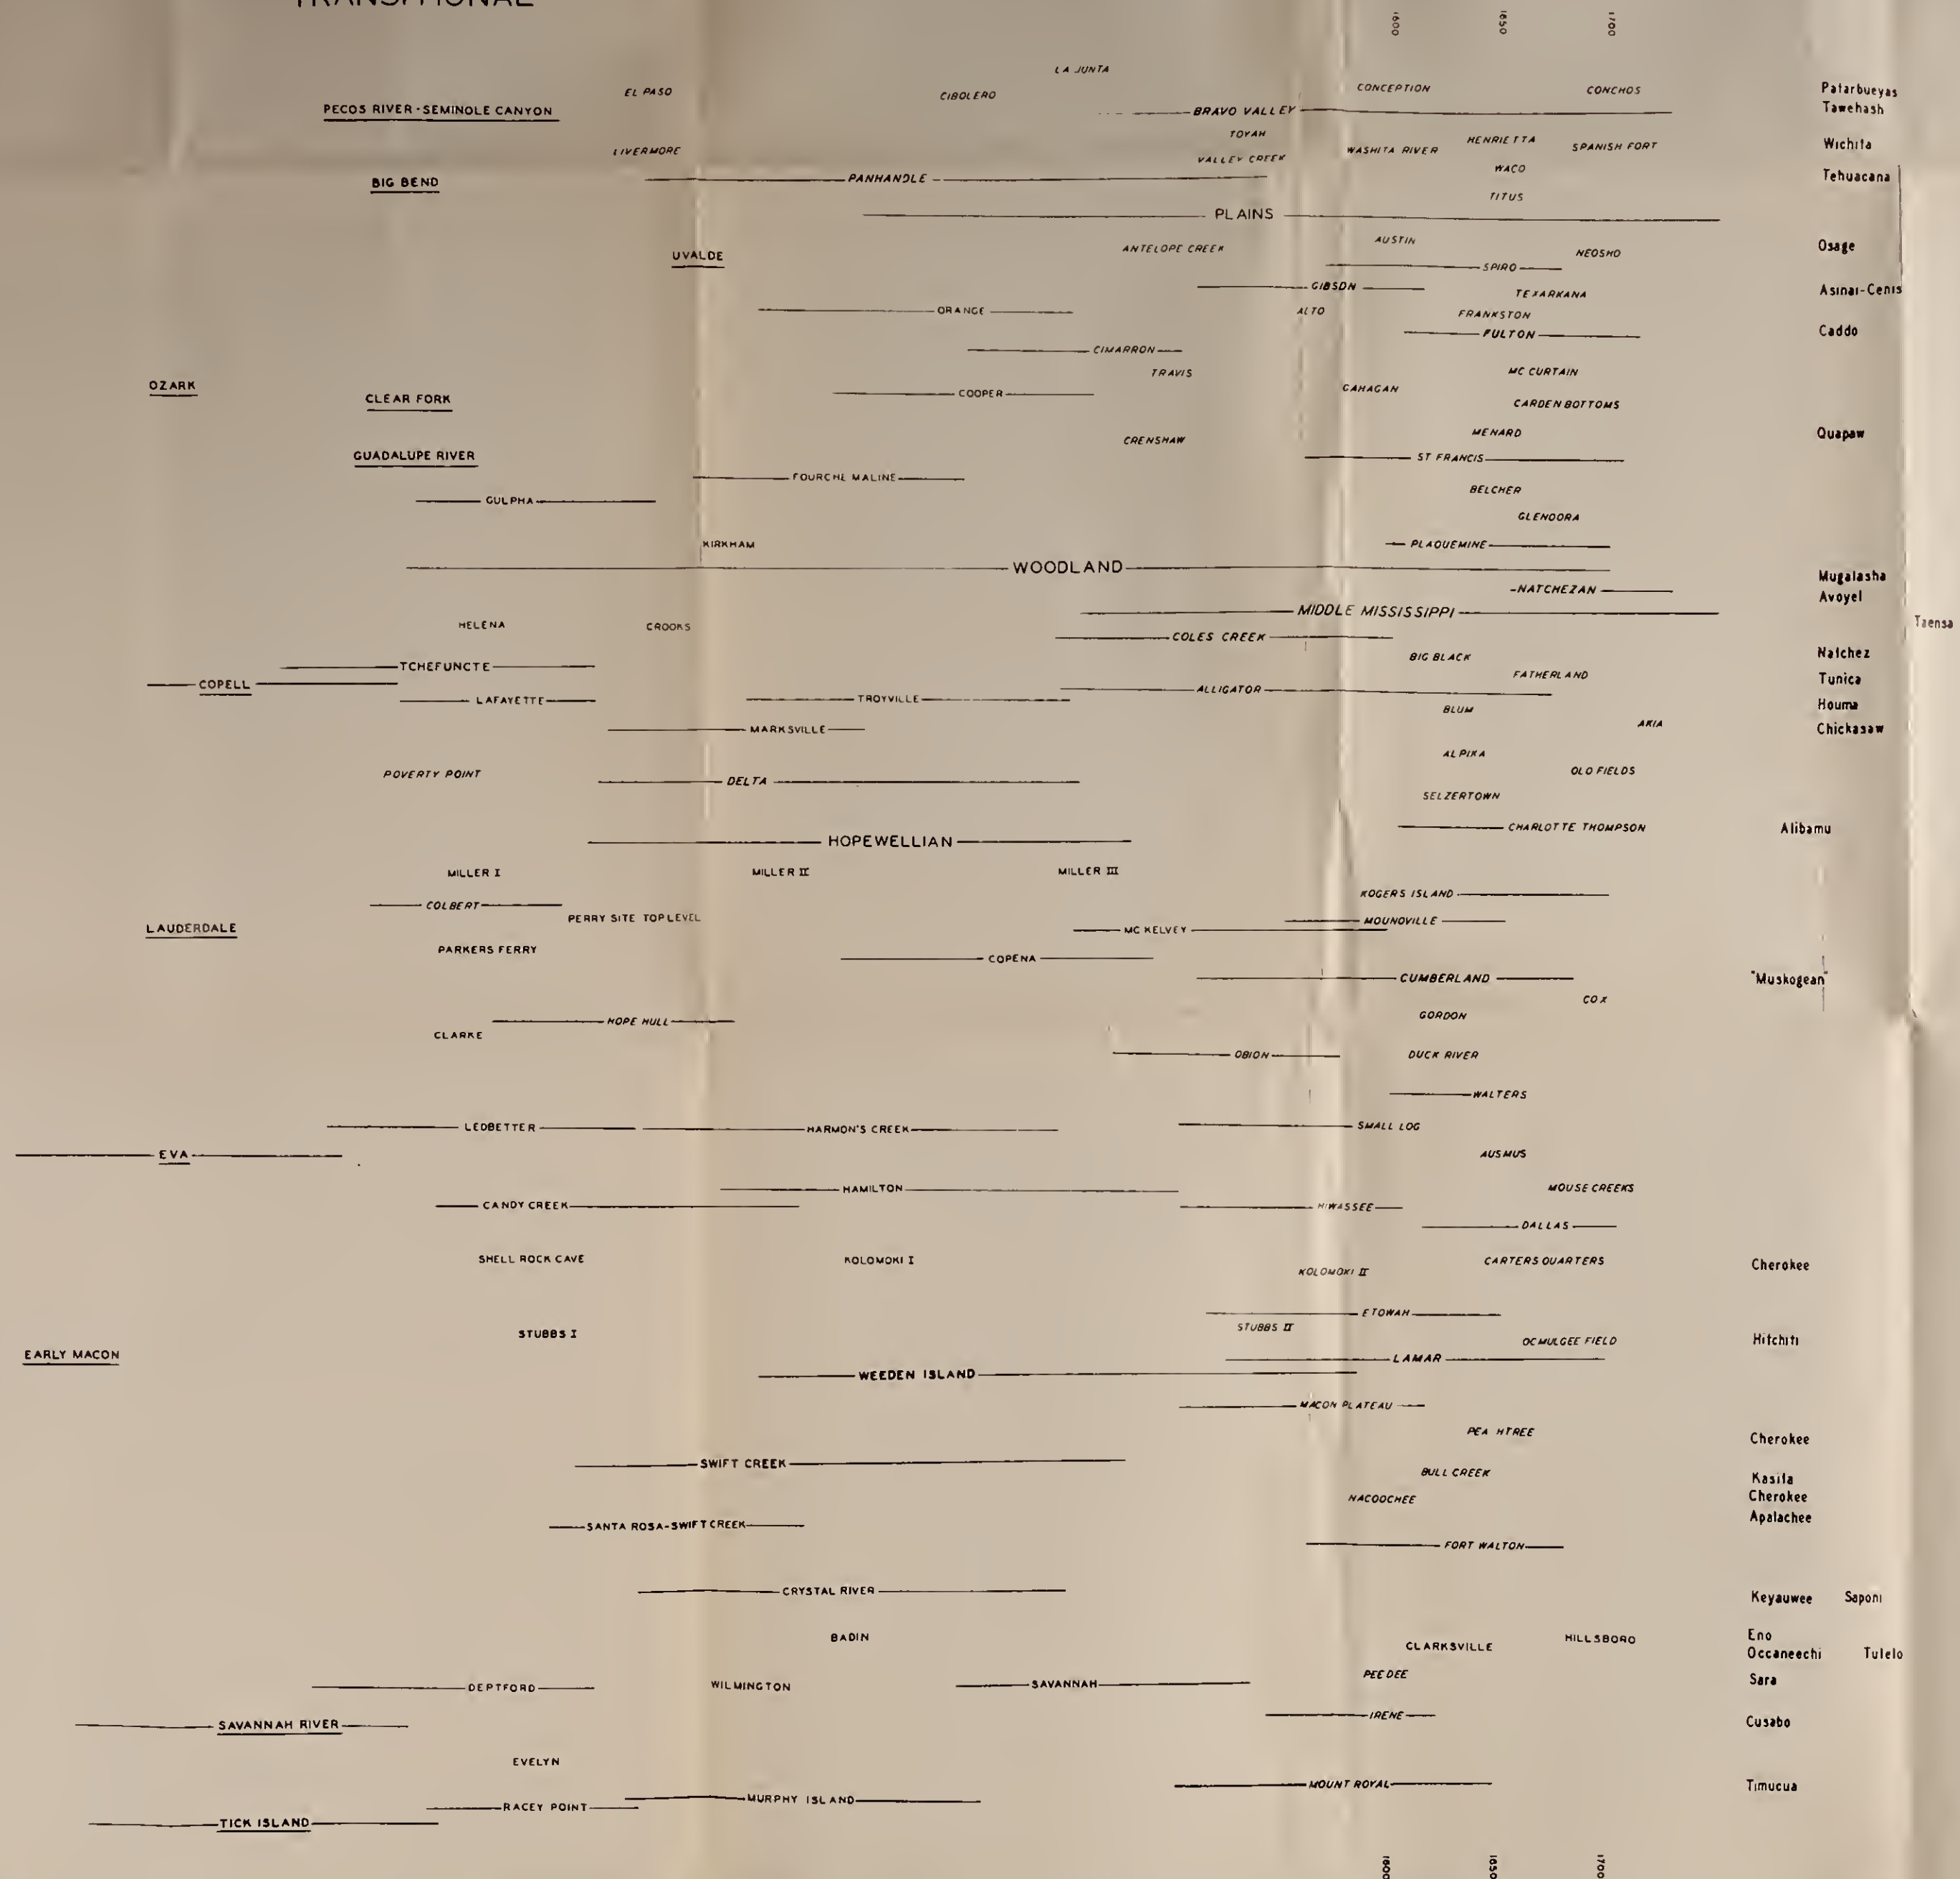 TRANSITIONAL
1600 1650 1700
LA JUNTA
EL PASO CIBOLERO CONCEPTION CONCHOS Patarbueyas
PECOS RIVER - SEMINOLE CANYON BRAVO VALLEY Tawehash
TOYAH
LIVERMORE VALLEY CREEK WASHITA RIVER HENRIETTA SPANISH FORT Wichita
WACO
BIG BEND PANHANDLE Tehuacana
TITUS
PLAINS
AUSTIN
UVALDE ANTELOPE CREEK NEOSHO Osage
SPIRO
GIBSON TEXARKANA Asinai-Cenis
ORANGE ALTO FRANKSTON
FULTON Caddo
CIMARRON
TRAVIS MC CURTAIN
OZARK COOPER GAHAGAN
CLEAR FORK CARDEN BOTTOMS
CRENSHAW MENARD Quapaw
GUADALUPE RIVER ST FRANCIS
FOURCHE MALINE
GULPHA BELCHER
GLENDORA
KIRKHAM PLAQUEMINE
WOODLAND
Mugalasha
NATCHEZAN Avoyel
MIDDLE MISSISSIPPI
HELENA CROOKS Taensa
COLES CREEK
BIG BLACK Natchez
TCHEFUNCTE FATHERLAND
COPELL ALLIGATOR Tunica
LAFAYETTE TROYVILLE Houma
BLUM
MARKSVILLE AKIA Chickasaw
ALPIKA
POVERTY POINT DELTA OLD FIELDS
SELZERTOWN
CHARLOTTE THOMPSON Alibamu
HOPEWELLIAN
MILLER I MILLER II MILLER III
KOGERS ISLAND
COLBERT
PERRY SITE TOP LEVEL MOUNDVILLE
LAUDERDALE MC KELVEY
PARKERS FERRY COPENA
CUMBERLAND "Muskogean"
COX
HOPE HULL GORDON
CLARKE
OBION DUCK RIVER
WALTERS
LEDBETTER HARMON'S CREEK SMALL LOG
EVA AUSMUS
HAMILTON MOUSE CREEKS
CANDY CREEK HIWASSEE
DALLAS
SHELL ROCK CAVE KOLOMOKI I CARTERS QUARTERS Cherokee
KOLOMOKI II
ETOWAH
STUBBS I STUBBS II OCMULGEE FIELD Hitchiti
EARLY MACON LAMAR
WEEDEN ISLAND
MACON PLATEAU
PEA HTREE Cherokee
SWIFT CREEK
BULL CREEK Kasita
NACOOCHEE Cherokee
SANTA ROSA-SWIFT CREEK Apalachee
FORT WALTON
CRYSTAL RIVER Keyauwee Saponi
BADIN CLARKSVILLE HILLSBORO Eno
Occaneechi Tutelo
DEPTFORD WILMINGTON SAVANNAH PEE DEE Sara
SAVANNAH RIVER IRENE Cusabo
EVELYN
MOUNT ROYAL Timucua
RACEY POINT MURPHY ISLAND
TICK ISLAND
1600 1650 1700